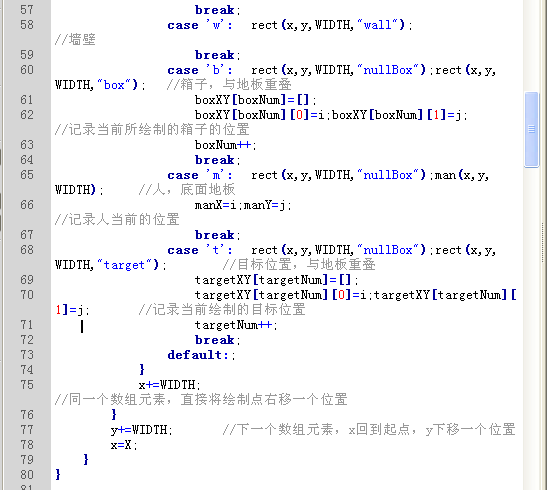 57 break;
58 case 'w': rect(x,y,WIDTH,"wall");
//墙壁
59 break;
60 case 'b': rect(x,y,WIDTH,"nullBox");rect(x,y,
WIDTH,"box"); //箱子，与地板重叠
61 boxXY[boxNum]=[];
62 boxXY[boxNum][0]=i;boxXY[boxNum][1]=j;
//记录当前所绘制的箱子的位置
63 boxNum++;
64 break;
65 case 'm': rect(x,y,WIDTH,"nullBox");man(x,y,
WIDTH); //人，底面地板
66 manX=i;manY=j;
//记录人当前的位置
67 break;
68 case 't': rect(x,y,WIDTH,"nullBox");rect(x,y,
WIDTH,"target"); //目标位置，与地板重叠
69 targetXY[targetNum]=[];
70 targetXY[targetNum][0]=i;targetXY[targetNum][
1]=j; //记录当前绘制的目标位置
71 targetNum++;
72 break;
73 default:;
74 }
75 x+=WIDTH;
//同一个数组元素，直接将绘制点右移一个位置
76 }
77 y+=WIDTH; //下一个数组元素，x回到起点，y下移一个位置
78 x=X;
79 }
80 }